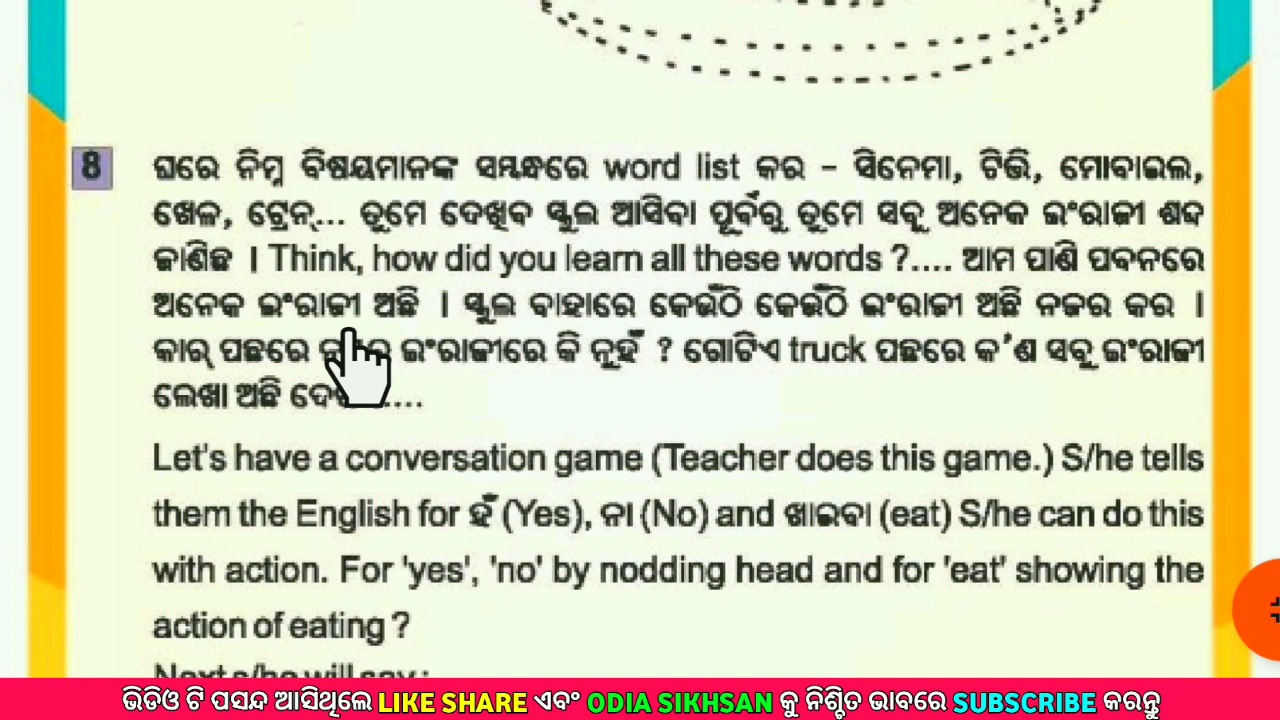 8 ଘରେ ନିମ୍ନ ବିଷୟମାନଙ୍କ ସମ୍ବନ୍ଧରେ word list କର – ସିନେମା, ଟିଭି, ମୋବାଇଲ,
ଖେଳ, ଟ୍ରେନ୍... ତୁମେ ଦେଖିବ ସ୍କୁଲ ଆସିବା ପୂର୍ବରୁ ତୁମେ ସବୁ ଅନେକ ଇଂରାଜୀ ଶବ୍ଦ
ଜାଣିଛ । Think, how did you learn all these words ?.... ଆମ ପାଣି ପବନରେ
ଅନେକ ଇଂରାଜୀ ଅଛି । ସ୍କୁଲ ବାହାରେ କେଉଁଠି କେଉଁଠି ଇଂରାଜୀ ଅଛି ନଜର କର ।
କାର୍ ପଛରେ ଇଂରାଜୀରେ କି ନୁହଁ ? ଗୋଟିଏ truck ପଛରେ କ'ଣ ସବୁ ଇଂରାଜୀ
ଲେଖା ଅଛି ....
Let's have a conversation game (Teacher does this game.) S/he tells
them the English for ହଁ (Yes), ନା (No) and ଖାଇବା (eat) S/he can do this
with action. For 'yes', 'no' by nodding head and for 'eat' showing the
action of eating ?
Next s/he will say :
ଭିଡିଓ ଟି ପସନ୍ଦ ଆସିଥିଲେ LIKE SHARE ଏବଂ ODIA SIKHSAN କୁ ନିଶ୍ଚିତ ଭାବରେ SUBSCRIBE କରନ୍ତୁ